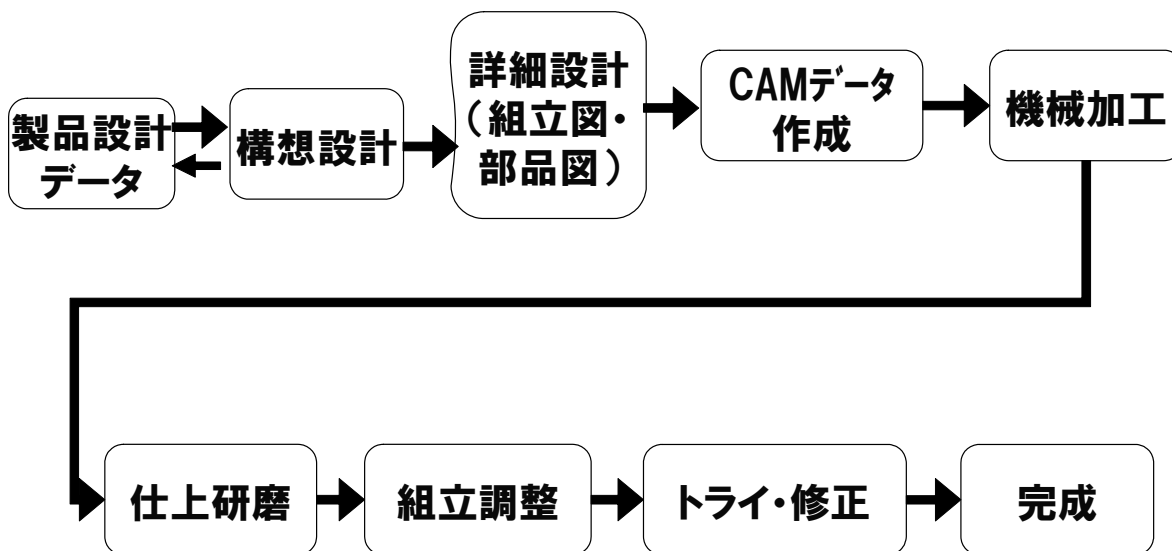 製品設計
データ
構想設計
詳細設計
（組立図・
部品図）
CAMデータ
作成
機械加工
仕上研磨
組立調整
トライ・修正
完成